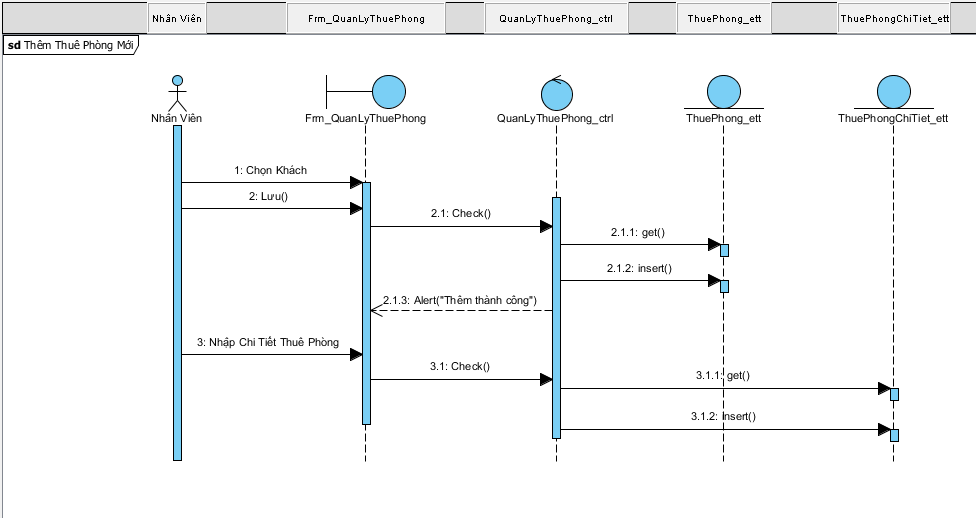 Nhân Viên
Frm_QuanLyThuePhong
QuanLyThuePhong_ctrl
ThuePhong_ett
ThuePhongChiTiet_ett
sd Thêm Thuê Phòng Mới
Nhân Viên
Frm_QuanLyThuePhong
QuanLyThuePhong_ctrl
ThuePhong_ett
ThuePhongChiTiet_ett
1: Chọn Khách
2: Lưu()
2.1: Check()
2.1.1: get()
2.1.2: insert()
2.1.3: Alert("Thêm thành công")
3: Nhập Chi Tiết Thuê Phòng
3.1: Check()
3.1.1: get()
3.1.2: insert()